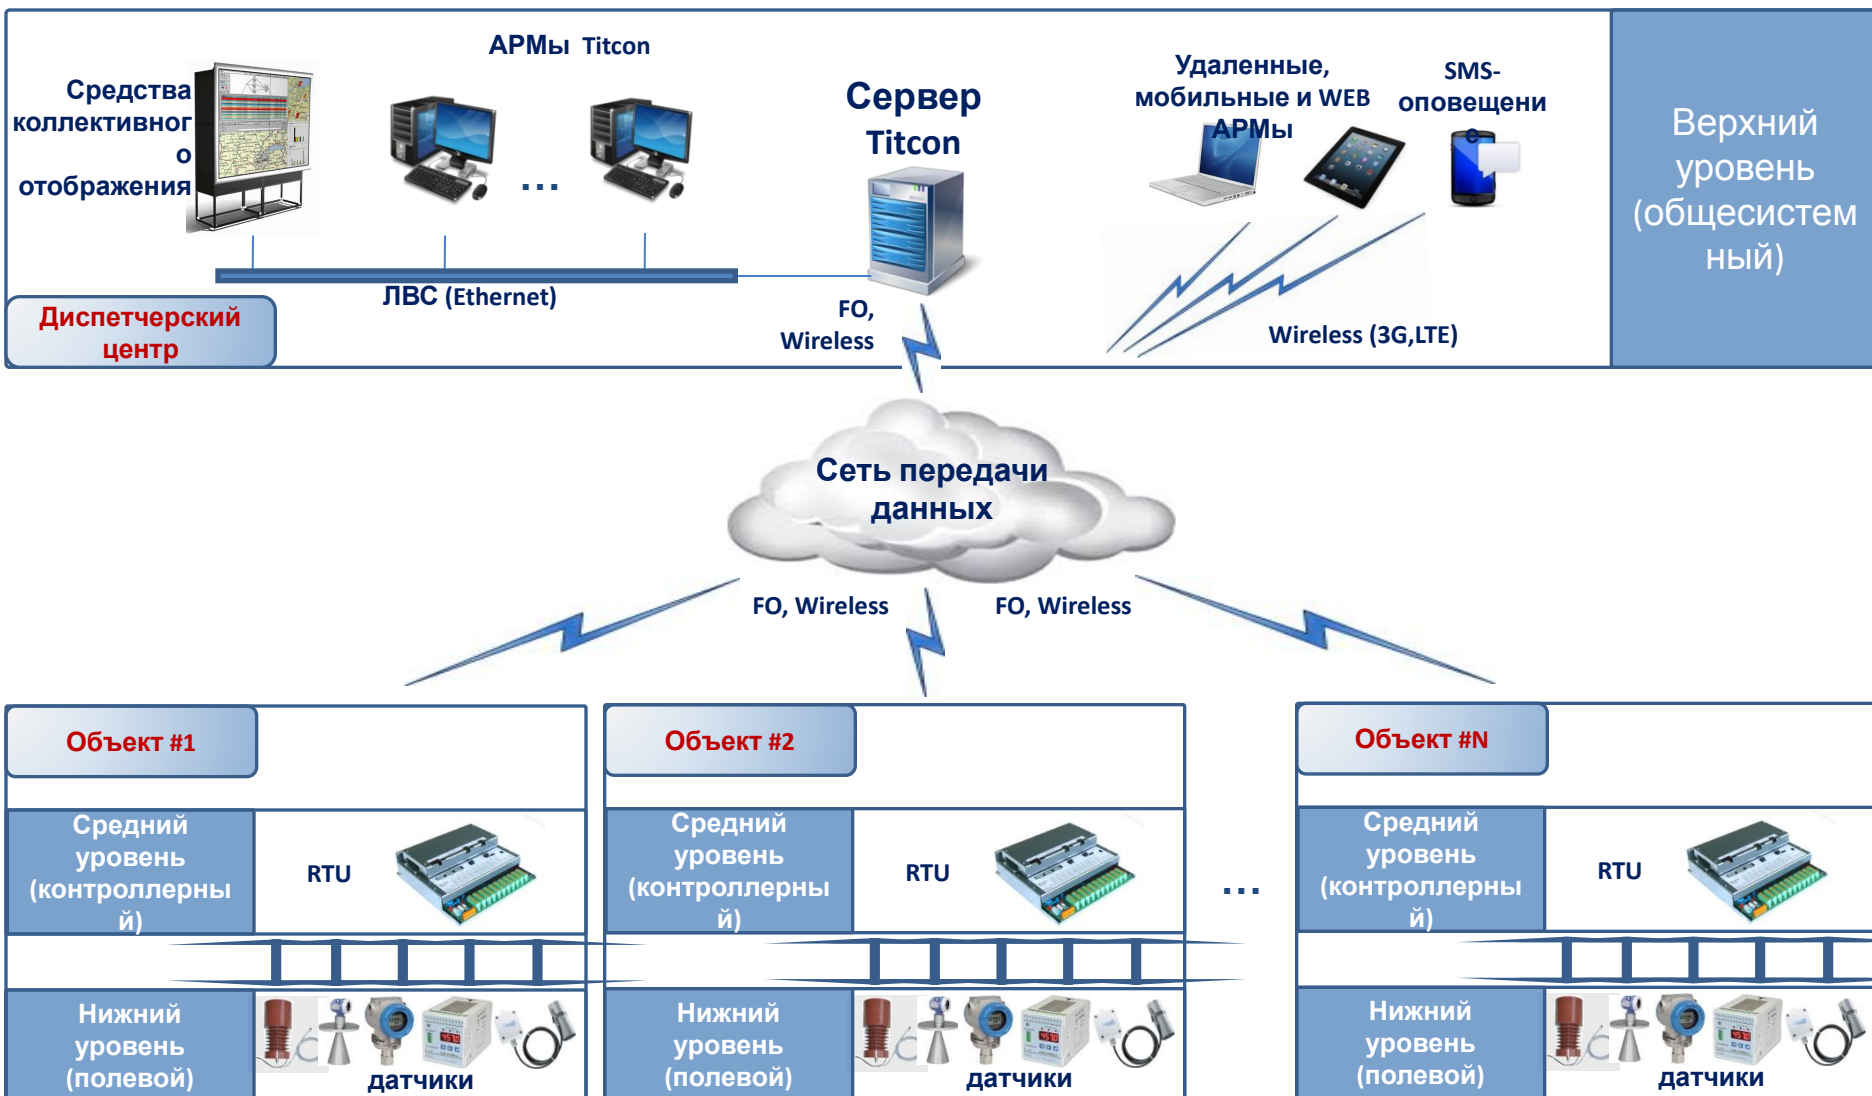 АРМы Titcon
Средства
коллективног
о
отображения
...
Сервер
Titcon
Удаленные,
мобильные и WEB
АРМы
SMS-
оповещени
е
Верхний
уровень
(общесистем
ный)
ЛВС (Ethernet)
Диспетчерский
центр
FO,
Wireless
Wireless (3G,LTE)
Сеть передачи
данных
FO, Wireless
FO, Wireless
Объект #1
Средний
уровень
(контроллерны
й)
RTU
Нижний
уровень
(полевой)
датчики
Объект #2
Средний
уровень
(контроллерны
й)
RTU
Нижний
уровень
(полевой)
датчики
...
Объект #N
Средний
уровень
(контроллерны
й)
RTU
Нижний
уровень
(полевой)
датчики